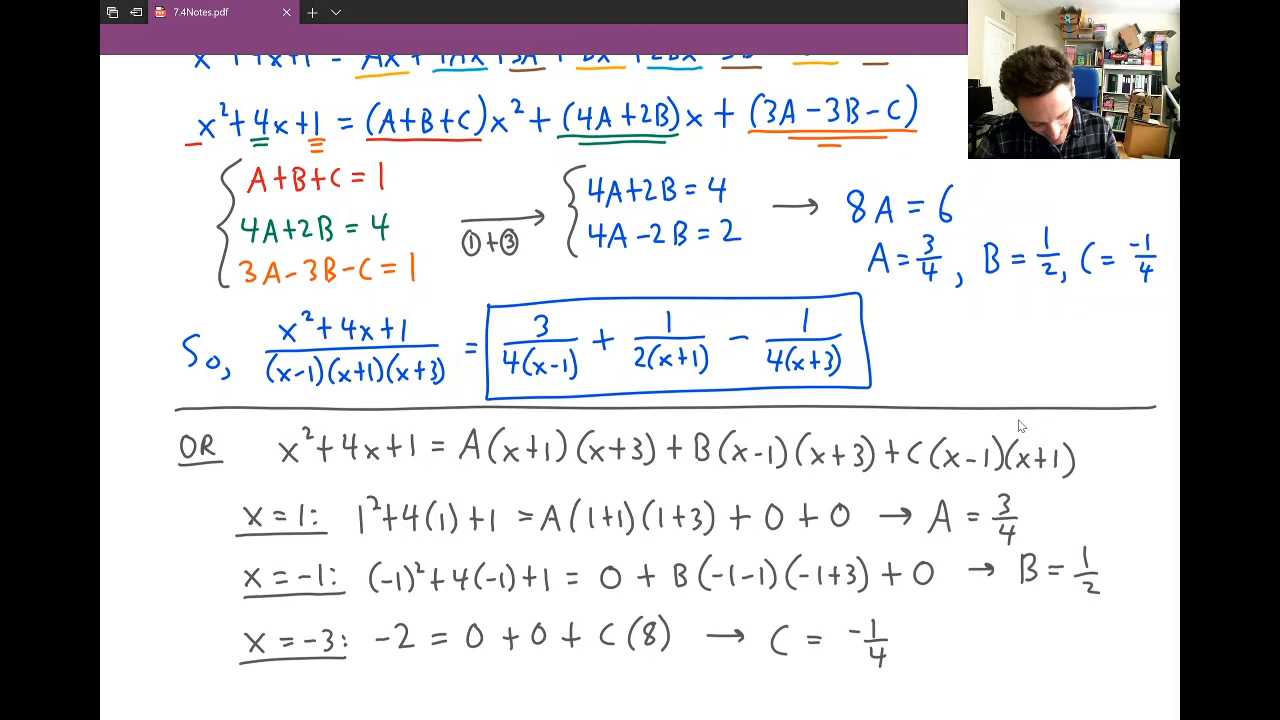 7.4Notes.pdf
x² + 4x + 1 = (A+B+C)x² + (4A+2B)x + (3A-3B-C)
A+B+C = 1
4A+2B = 4
3A-3B-C = 1
①+③
4A+2B = 4
4A-2B = 2
8A = 6
A = 3/4, B = 1/2, C = -1/4
So, (x²+4x+1)/((x-1)(x+1)(x+3)) = 3/(4(x-1)) + 1/(2(x+1)) - 1/(4(x+3))
OR x²+4x+1 = A(x+1)(x+3) + B(x-1)(x+3) + C(x-1)(x+1)
x = 1: 1²+4(1)+1 = A(1+1)(1+3) + 0 + 0 → A = 3/4
x = -1: (-1)²+4(-1)+1 = 0 + B(-1-1)(-1+3) + 0 → B = 1/2
x = -3: -2 = 0 + 0 + C(8) → C = -1/4